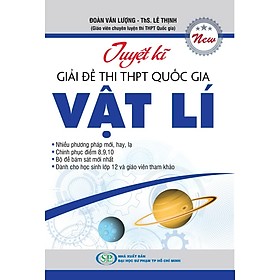 ĐOÀN VĂN LƯỢNG - ThS. LÊ THỊNH
(Giáo viên chuyên luyện thi THPT Quốc gia)
New
Tuyệt kĩ
GIẢI ĐỀ THI THPT QUỐC GIA
VẬT LÍ
• Nhiều phương pháp mới, hay, lạ
• Chinh phục điểm 8,9,10
• Bộ đề bám sát mới nhất
• Dành cho học sinh lớp 12 và giáo viên tham khảo
SP
NHÀ XUẤT BẢN
ĐẠI HỌC SƯ PHẠM TP HỒ CHÍ MINH